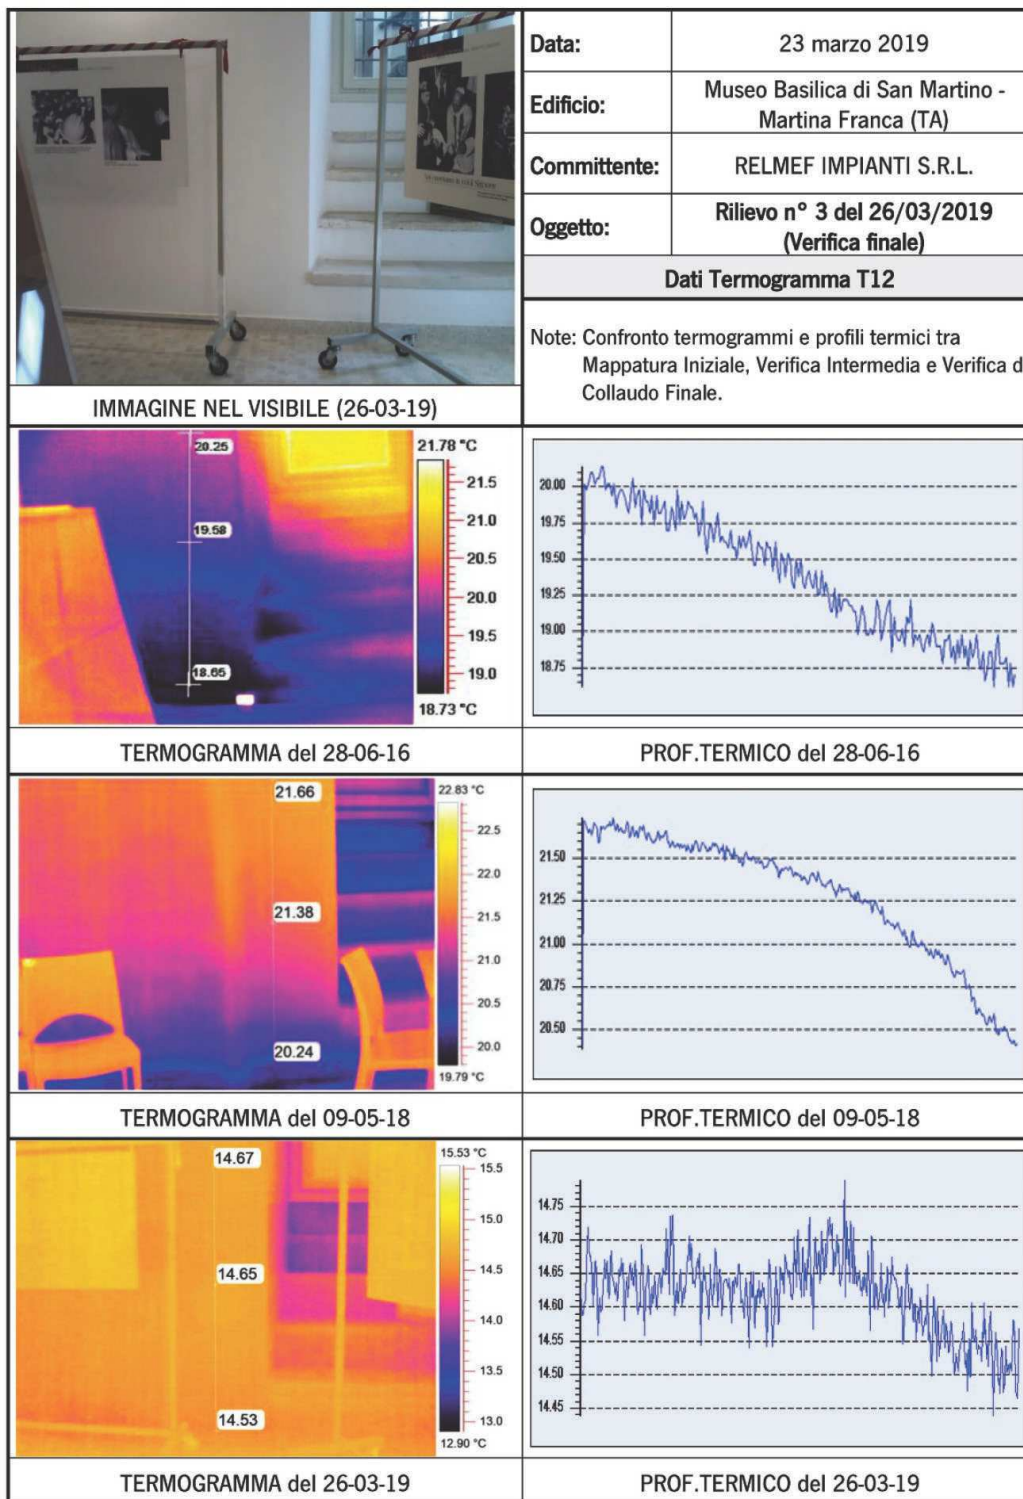 Data:
23 marzo 2019
Edificio:
Museo Basilica di San Martino -
Martina Franca (TA)
Committente:
RELMEF IMPIANTI S.R.L.
Oggetto:
Rilievo n° 3 del 26/03/2019
(Verifica finale)
Dati Termogramma T12
Note: Confronto termogrammi e profili termici tra
Mappatura Iniziale, Verifica Intermedia e Verifica d
Collaudo Finale.
IMMAGINE NEL VISIBILE (26-03-19)
20.25
19.58
18.65
21.78 °C
21.5
21.0
20.5
20.0
19.5
19.0
18.73 °C
20.00
19.75
19.50
19.25
19.00
18.75
TERMOGRAMMA del 28-06-16
PROF.TERMICO del 28-06-16
21.66
21.38
20.24
22.83 °C
22.5
22.0
21.5
21.0
20.5
20.0
19.79 °C
21.50
21.25
21.00
20.75
20.50
TERMOGRAMMA del 09-05-18
PROF.TERMICO del 09-05-18
14.67
14.65
14.53
15.53 °C
15.5
15.0
14.5
14.0
13.5
13.0
12.90 °C
14.75
14.70
14.65
14.60
14.55
14.50
14.45
TERMOGRAMMA del 26-03-19
PROF.TERMICO del 26-03-19